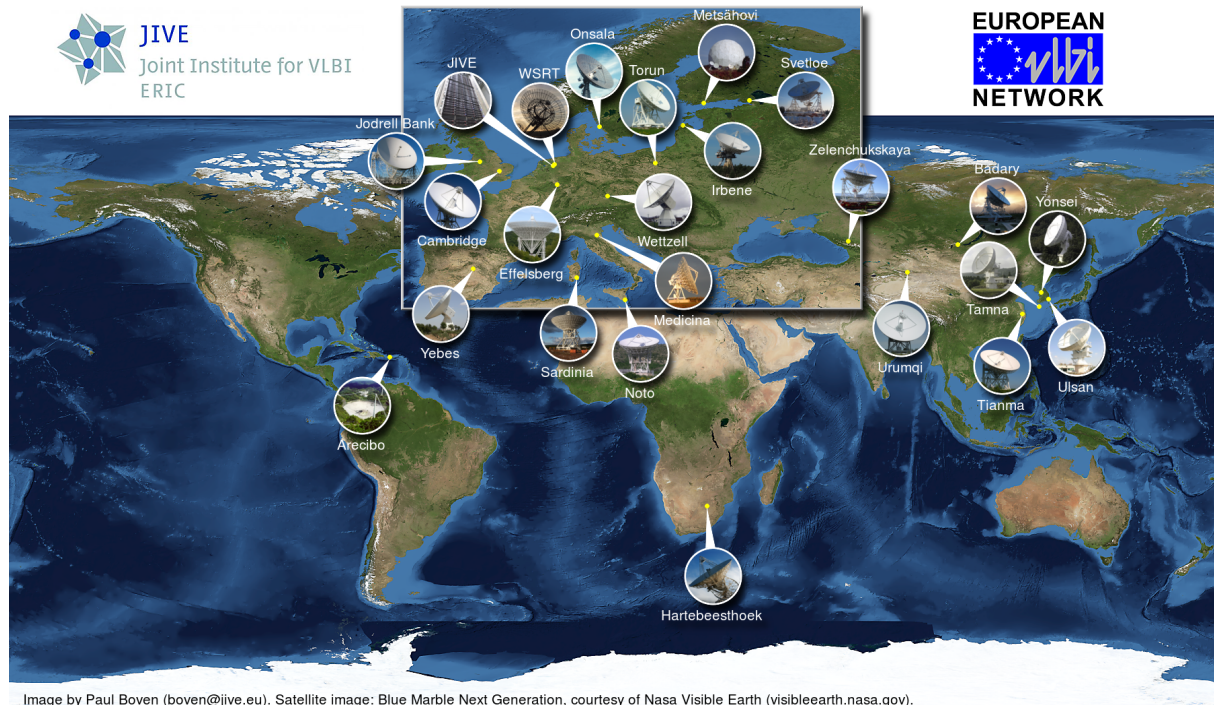 JIVE
Joint Institute for VLBI
ERIC
EUROPEAN
vlbi
NETWORK
Metsähovi
Onsala
JIVE
WSRT
Torun
Svetloe
Jodrell Bank
Zelenchukskaya
Irbene
Badary
Yonsei
Cambridge
Wettzell
Effelsberg
Tamna
Medicina
Yebes
Sardinia
Noto
Urumqi
Ulsan
Tianma
Arecibo
Hartebeesthoek
Image by Paul Boven (boven@jive.eu). Satellite image: Blue Marble Next Generation, courtesy of Nasa Visible Earth (visibleearth.nasa.gov).